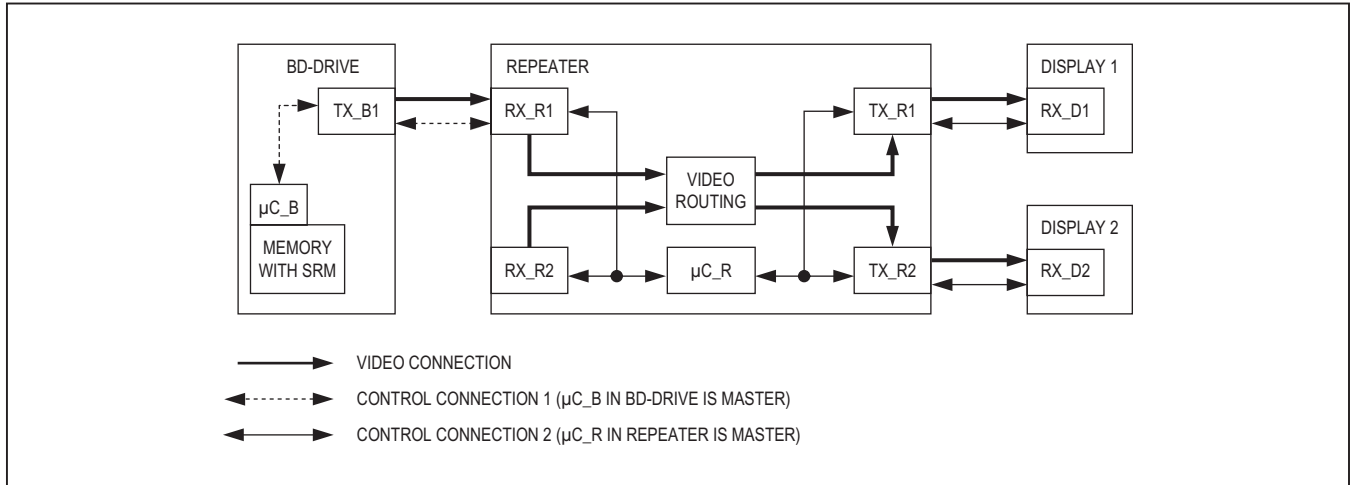 BD-DRIVE
TX_B1
µC_B
MEMORY
WITH SRM
REPEATER
RX_R1
RX_R2
VIDEO
ROUTING
µC_R
TX_R1
TX_R2
DISPLAY 1
RX_D1
DISPLAY 2
RX_D2
VIDEO CONNECTION
CONTROL CONNECTION 1 (µC_B IN BD-DRIVE IS MASTER)
CONTROL CONNECTION 2 (µC_R IN REPEATER IS MASTER)